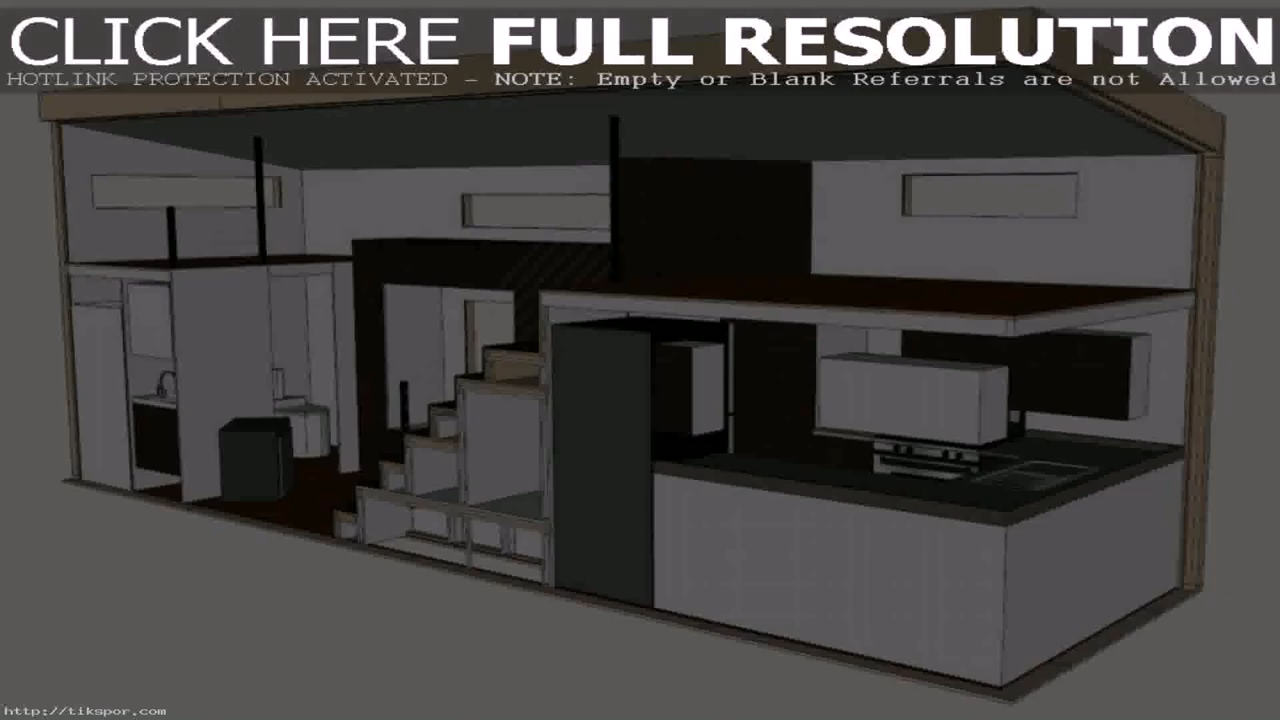 CLICK HERE FULL RESOLUTION
HOTLINK PROTECTION ACTIVATED - NOTE: Empty or Blank Referrals are not Allowed
http://tikspor.com